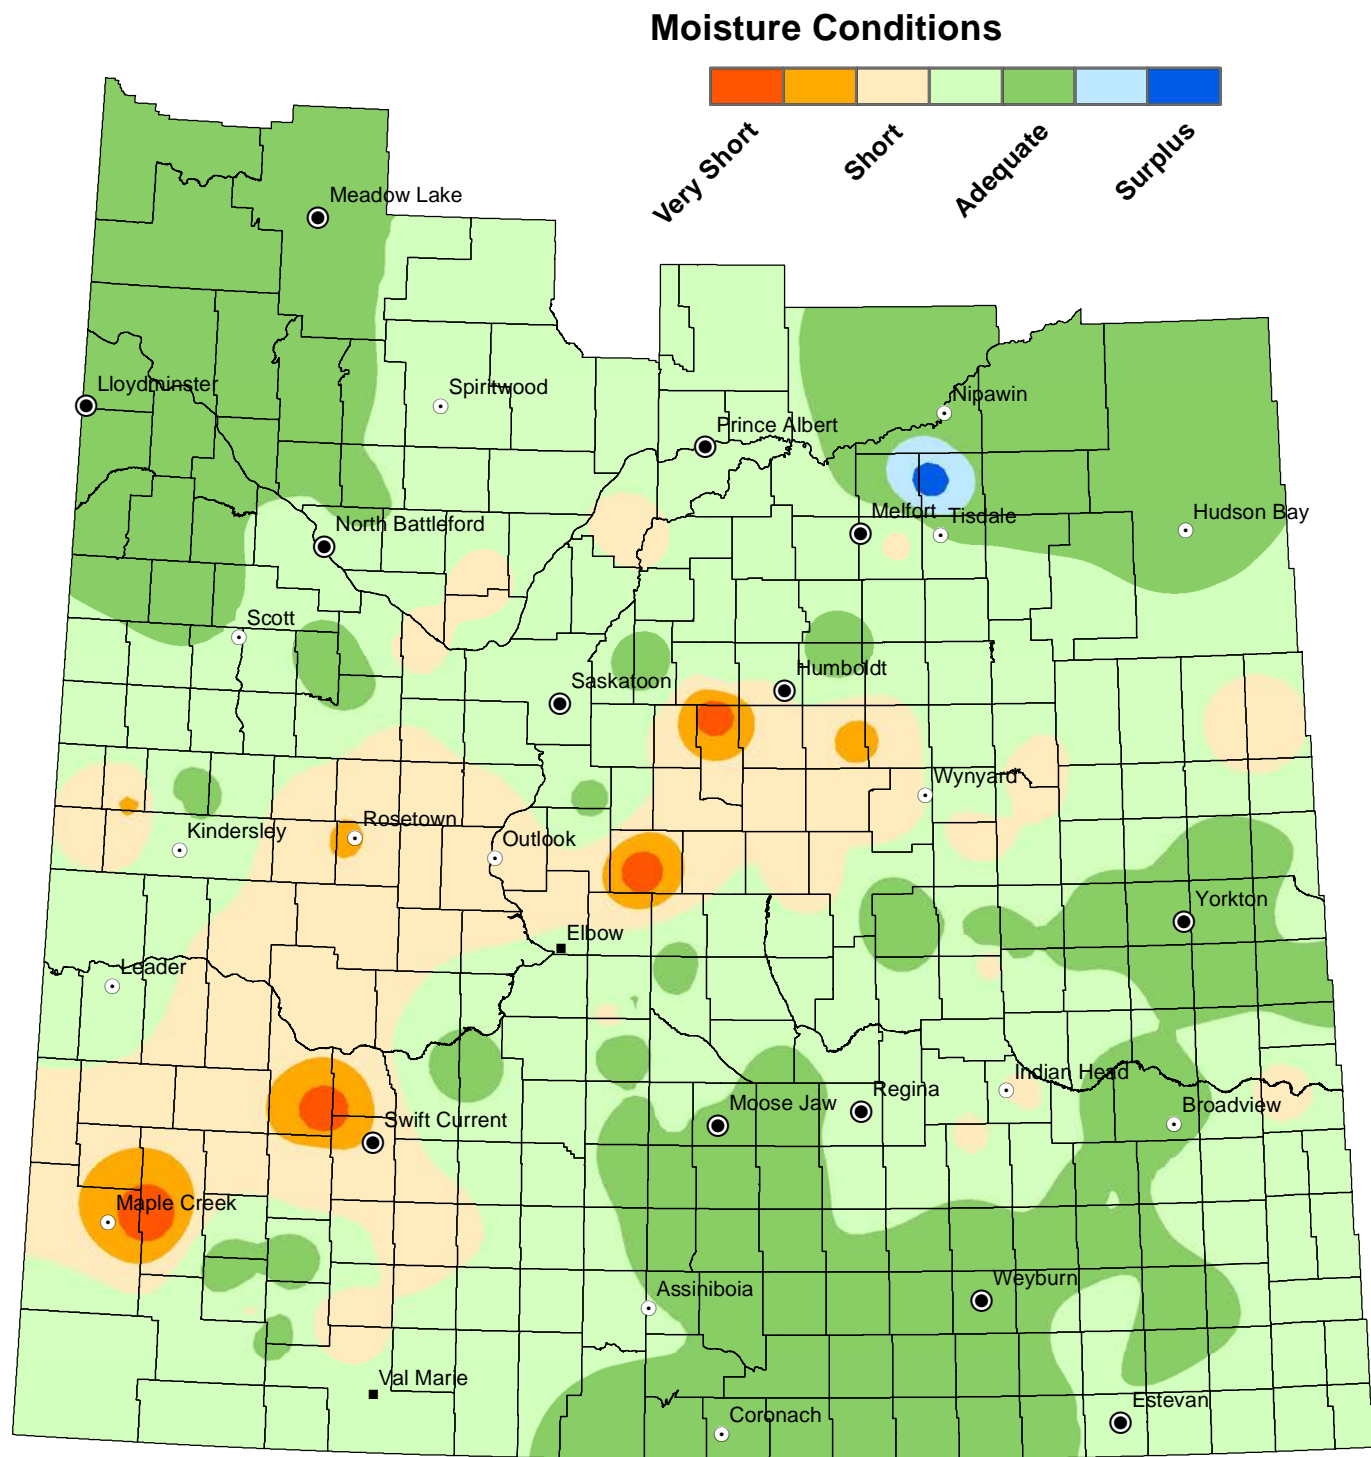 Moisture Conditions
Very Short
Short
Adequate
Surplus
Meadow Lake
Lloydminster
Spiritwood
Nipawin
Prince Albert
Melfort
Tisdale
Hudson Bay
North Battleford
Scott
Saskatoon
Humboldt
Wynyard
Kindersley
Rosetown
Outlook
Yorkton
Elbow
Leader
Indian Head
Moose Jaw
Regina
Broadview
Swift Current
Maple Creek
Assiniboia
Weyburn
Val Marie
Coronach
Estevan